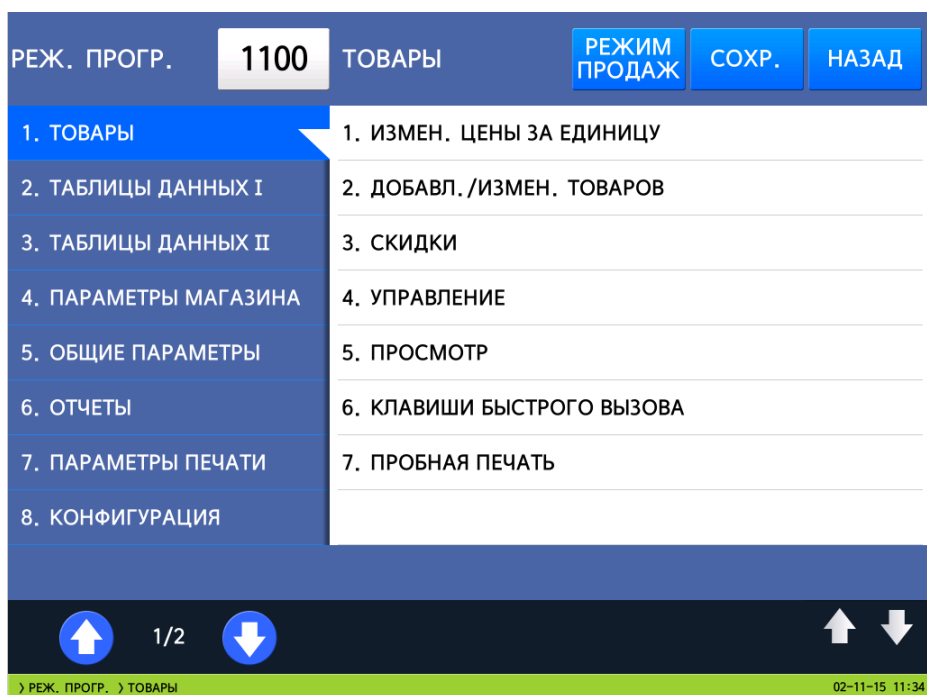 РЕЖ. ПРОГР. 1100 ТОВАРЫ РЕЖИМ ПРОДАЖ СОХР. НАЗАД
1. ТОВАРЫ
2. ТАБЛИЦЫ ДАННЫХ I
3. ТАБЛИЦЫ ДАННЫХ II
4. ПАРАМЕТРЫ МАГАЗИНА
5. ОБЩИЕ ПАРАМЕТРЫ
6. ОТЧЕТЫ
7. ПАРАМЕТРЫ ПЕЧАТИ
8. КОНФИГУРАЦИЯ
1. ИЗМЕН. ЦЕНЫ ЗА ЕДИНИЦУ
2. ДОБАВЛ./ИЗМЕН. ТОВАРОВ
3. СКИДКИ
4. УПРАВЛЕНИЕ
5. ПРОСМОТР
6. КЛАВИШИ БЫСТРОГО ВЫЗОВА
7. ПРОБНАЯ ПЕЧАТЬ
1/2
〉РЕЖ. ПРОГР. 〉ТОВАРЫ 02-11-15 11:34